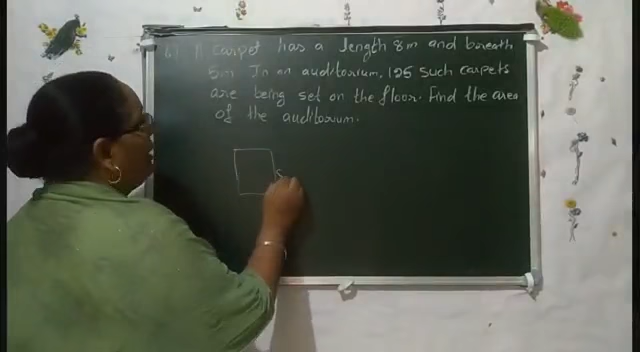 b) A carpet has a length 8m and breath
5m In an auditorium, 125 such carpets
are being set on the floor. Find the area
of the auditorium.
5